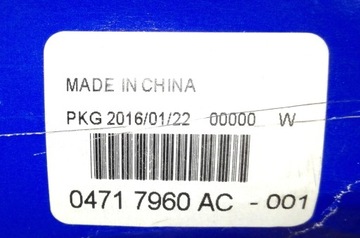 MADE IN CHINA
PKG 2016/01/22 00000 W
0471 7960 AC - 001